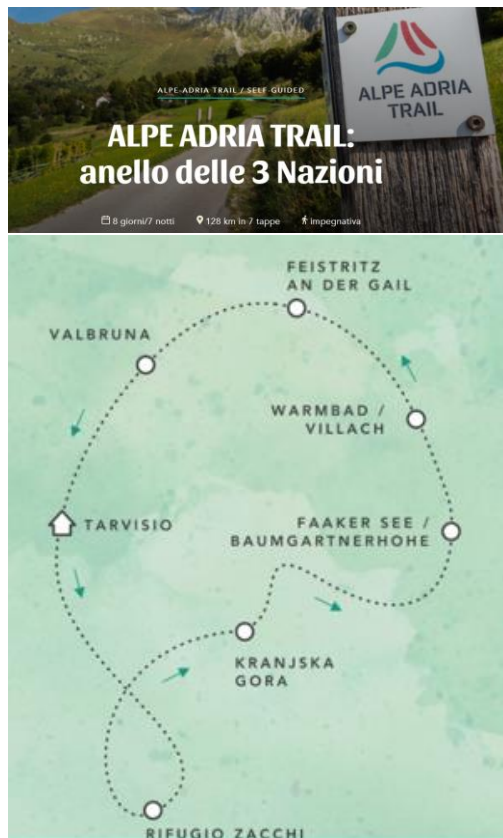 ALPE-ADRIA TRAIL / SELF-GUIDED
ALPE ADRIA
TRAIL
ALPE ADRIA TRAIL:
anello delle 3 Nazioni
8 giorni/7 notti
128 km in 7 tappe
impegnativa
FEISTRITZ
AN DER GAIL
VALBRUNA
WARMBAD /
VILLACH
TARVISIO
FAAKER SEE /
BAUMGARTNERHOHE
KRANJSKA
GORA
RIFUGIO ZACCHI